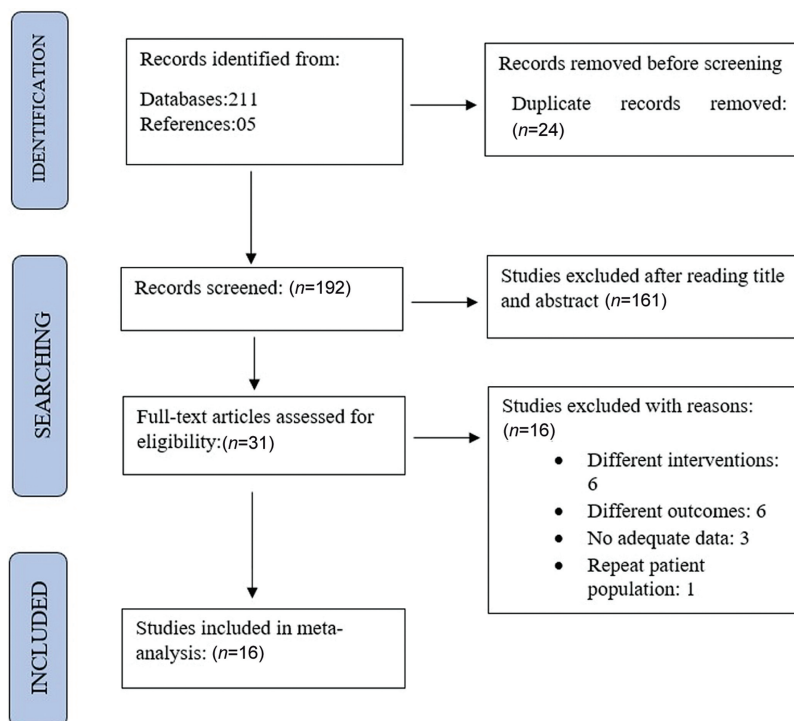 IDENTIFICATION
Records identified from:
Databases:211
References:05
Records removed before screening
Duplicate records removed:
(n=24)
SEARCHING
Records screened: (n=192)
Studies excluded after reading title
and abstract (n=161)
Full-text articles assessed for
eligibility:(n=31)
Studies excluded with reasons:
(n=16)
• Different interventions:
6
• Different outcomes: 6
• No adequate data: 3
• Repeat patient
population: 1
INCLUDED
Studies included in meta-
analysis: (n=16)